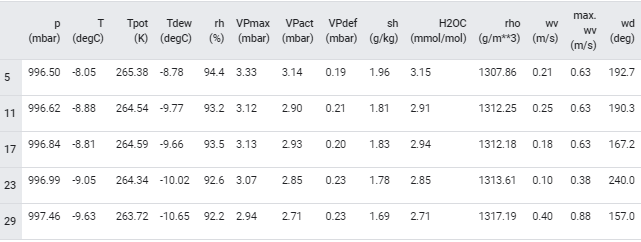 p (mbar) T (degC) Tpot (K) Tdew (degC) rh (%) VPmax (mbar) VPact (mbar) VPdef (mbar) sh (g/kg) H2OC (mmol/mol) rho (g/m**3) wv (m/s) max. wv (m/s) wd (deg)
5 996.50 -8.05 265.38 -8.78 94.4 3.33 3.14 0.19 1.96 3.15 1307.86 0.21 0.63 192.7
11 996.62 -8.88 264.54 -9.77 93.2 3.12 2.90 0.21 1.81 2.91 1312.25 0.25 0.63 190.3
17 996.84 -8.81 264.59 -9.66 93.5 3.13 2.93 0.20 1.83 2.94 1312.18 0.18 0.63 167.2
23 996.99 -9.05 264.34 -10.02 92.6 3.07 2.85 0.23 1.78 2.85 1313.61 0.10 0.38 240.0
29 997.46 -9.63 263.72 -10.65 92.2 2.94 2.71 0.23 1.69 2.71 1317.19 0.40 0.88 157.0